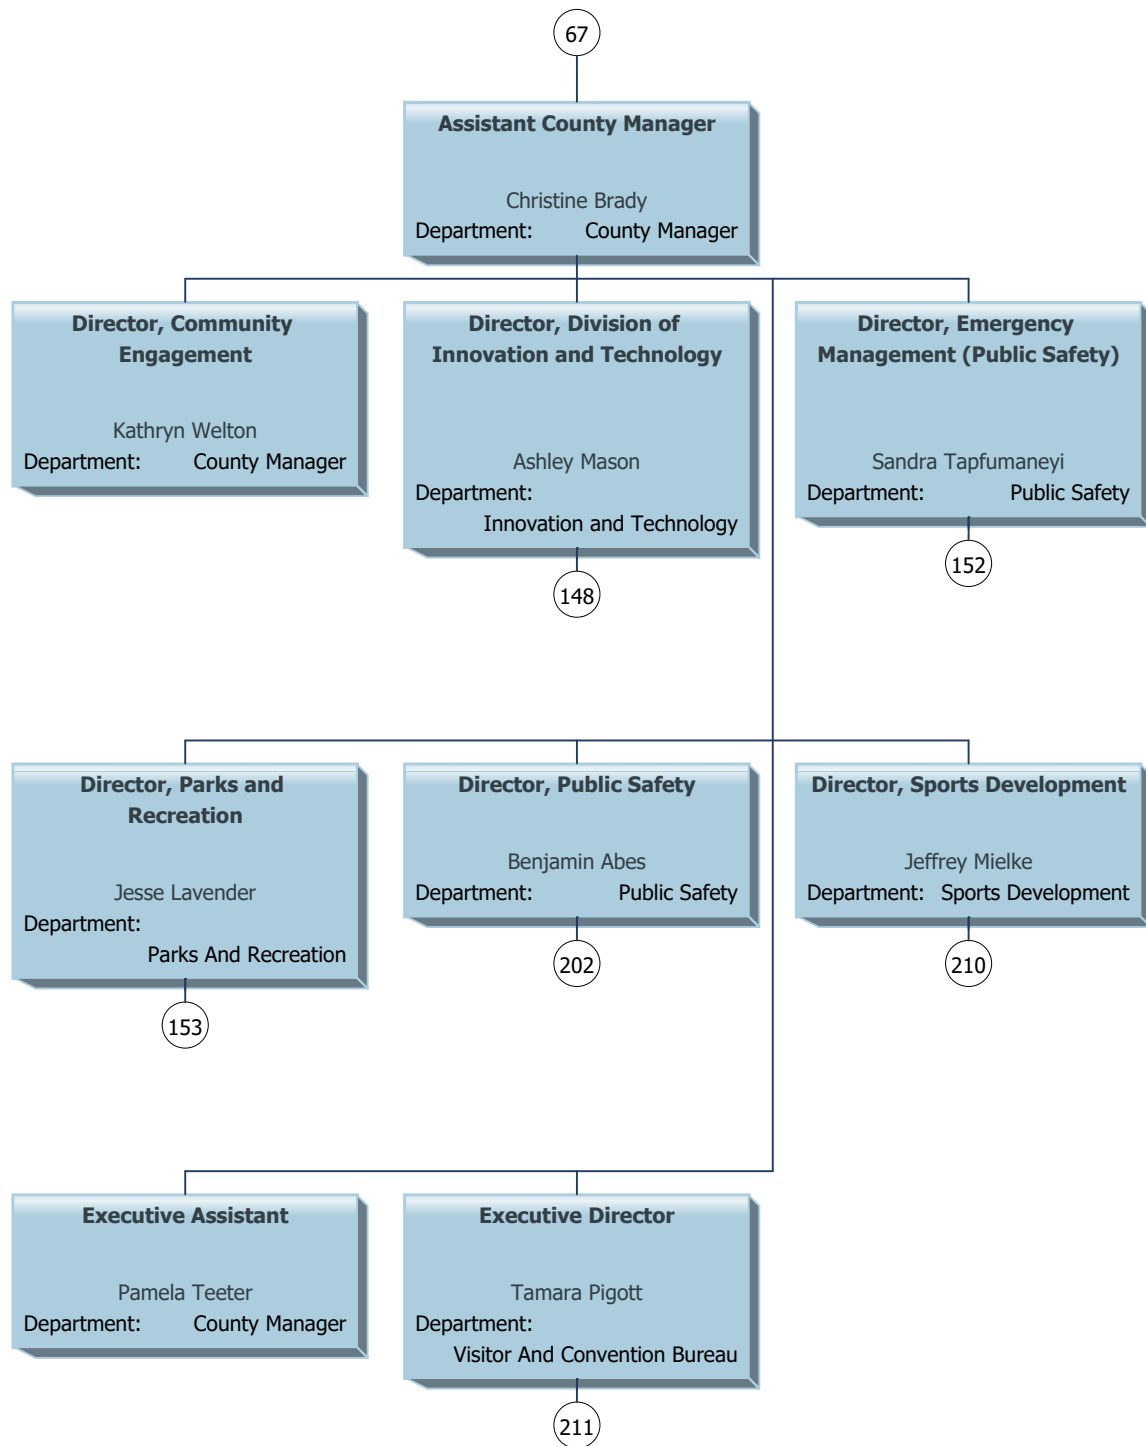 67
Assistant County Manager
Christine Brady
Department: County Manager
Director, Community
Engagement
Kathryn Welton
Department: County Manager
Director, Division of
Innovation and Technology
Ashley Mason
Department:
Innovation and Technology
148
Director, Emergency
Management (Public Safety)
Sandra Tapfumaneyi
Department: Public Safety
152
Director, Parks and
Recreation
Jesse Lavender
Department:
Parks And Recreation
153
Director, Public Safety
Benjamin Abes
Department: Public Safety
202
Director, Sports Development
Jeffrey Mielke
Department: Sports Development
210
Executive Assistant
Pamela Teeter
Department: County Manager
Executive Director
Tamara Pigott
Department:
Visitor And Convention Bureau
211